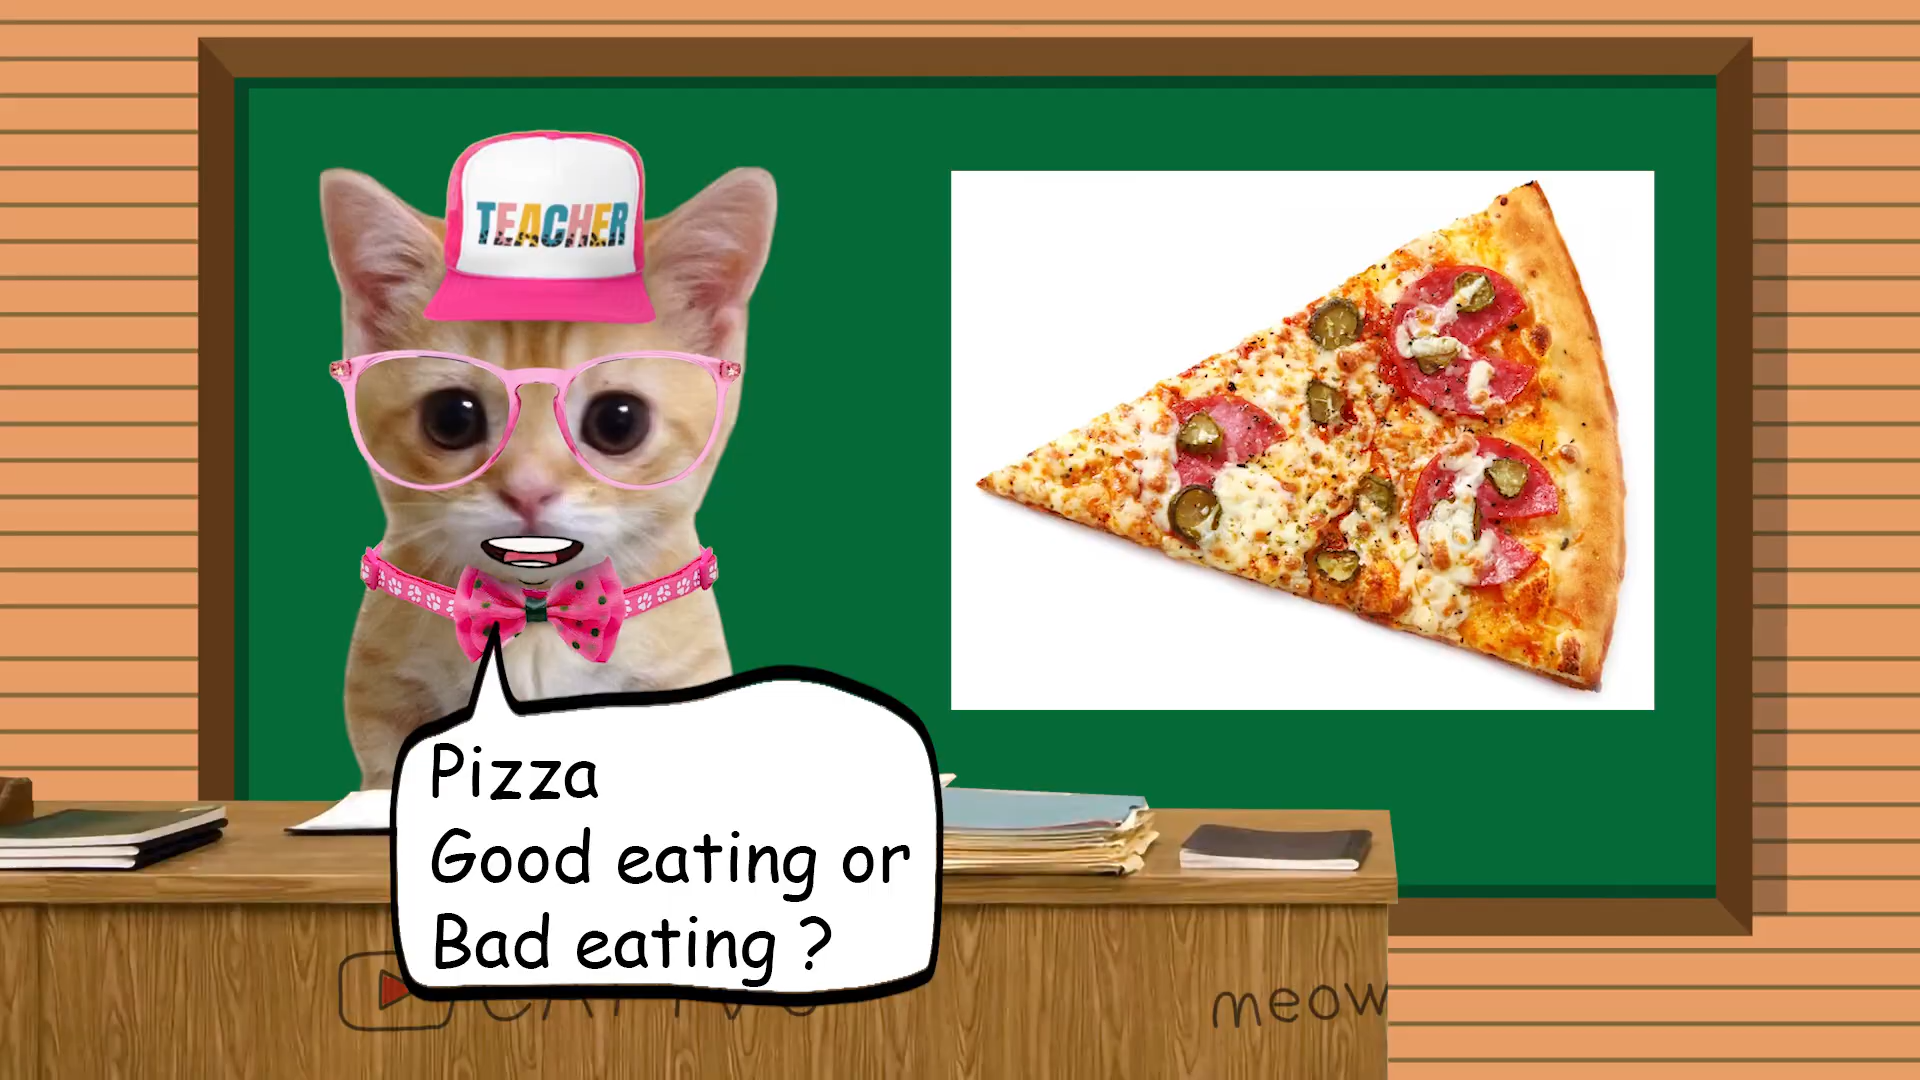 TEACHER
Pizza
Good eating or
Bad eating ?
meow